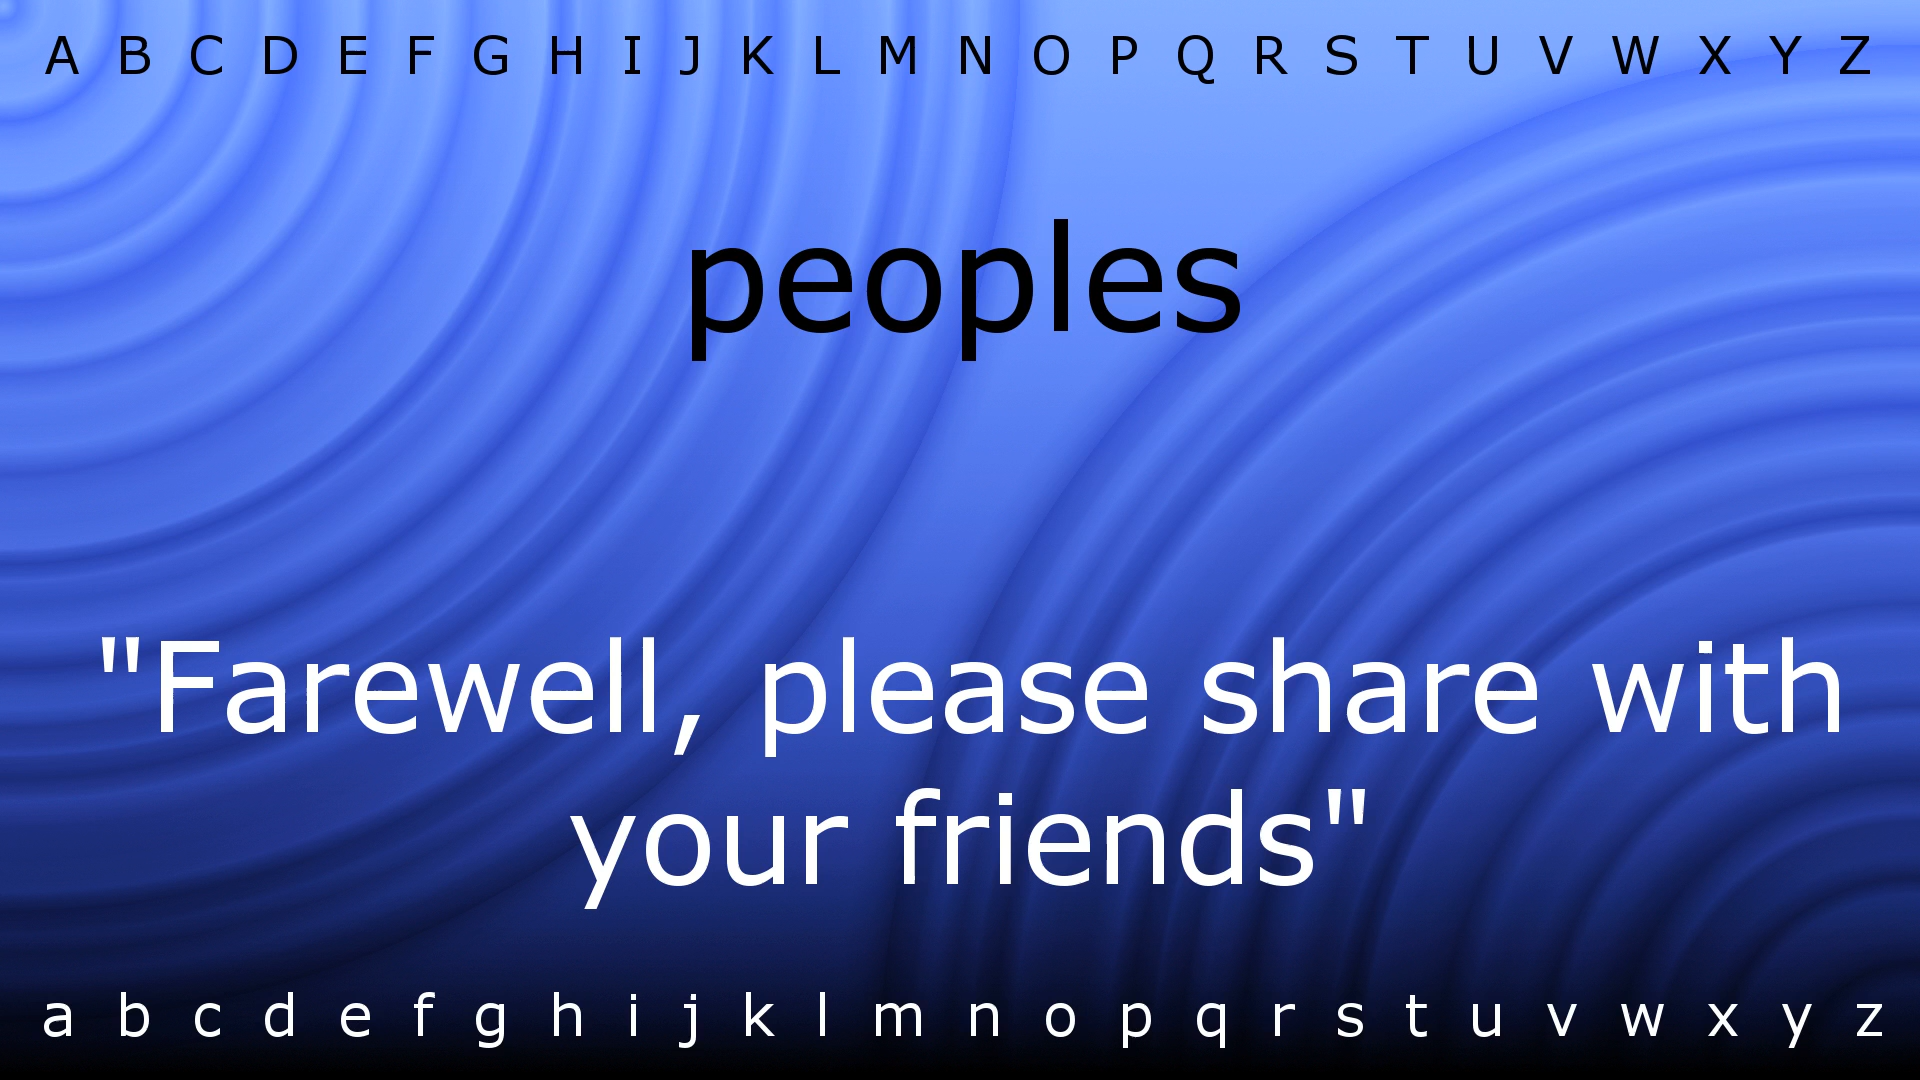 A B C D E F G H I J K L M N O P Q R S T U V W X Y Z
peoples
"Farewell, please share with
your friends"
a b c d e f g h i j k l m n o p q r s t u v w x y z